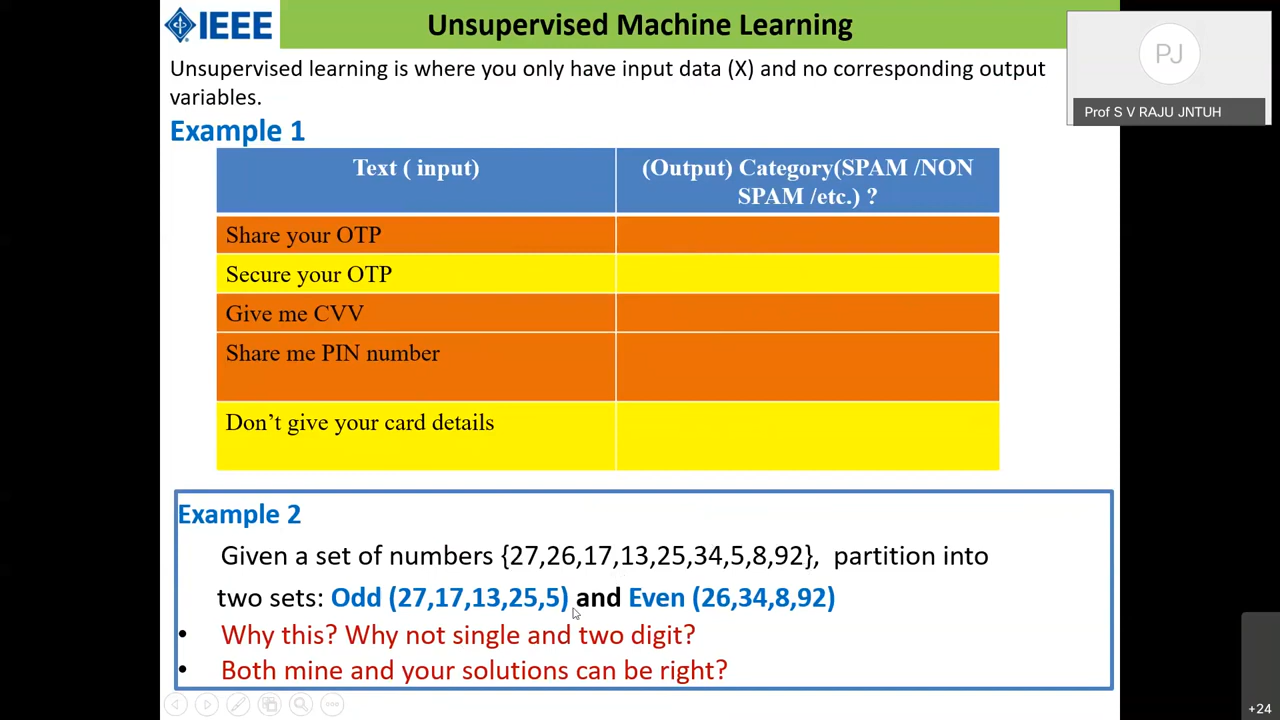 IEEE
Unsupervised Machine Learning
PJ
Prof S V RAJU JNTUH
Unsupervised learning is where you only have input data (X) and no corresponding output
variables.
Example 1
Text ( input)
(Output) Category(SPAM /NON
SPAM /etc.) ?
Share your OTP
Secure your OTP
Give me CVV
Share me PIN number
Don’t give your card details
Example 2
Given a set of numbers {27,26,17,13,25,34,5,8,92}, partition into
two sets: Odd (27,17,13,25,5) and Even (26,34,8,92)
• Why this? Why not single and two digit?
• Both mine and your solutions can be right?
+24